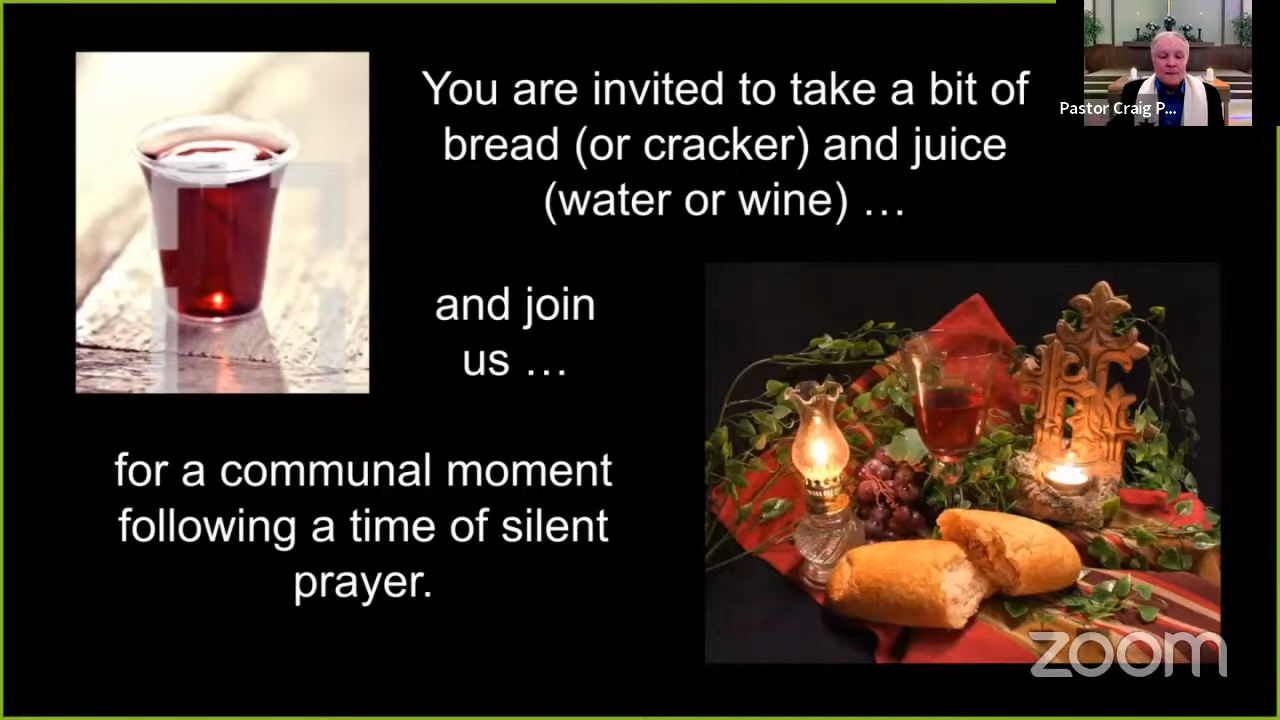 You are invited to take a bit of
bread (or cracker) and juice
(water or wine) …
and join
us …
for a communal moment
following a time of silent
prayer.
Pastor Craig P...
zoom